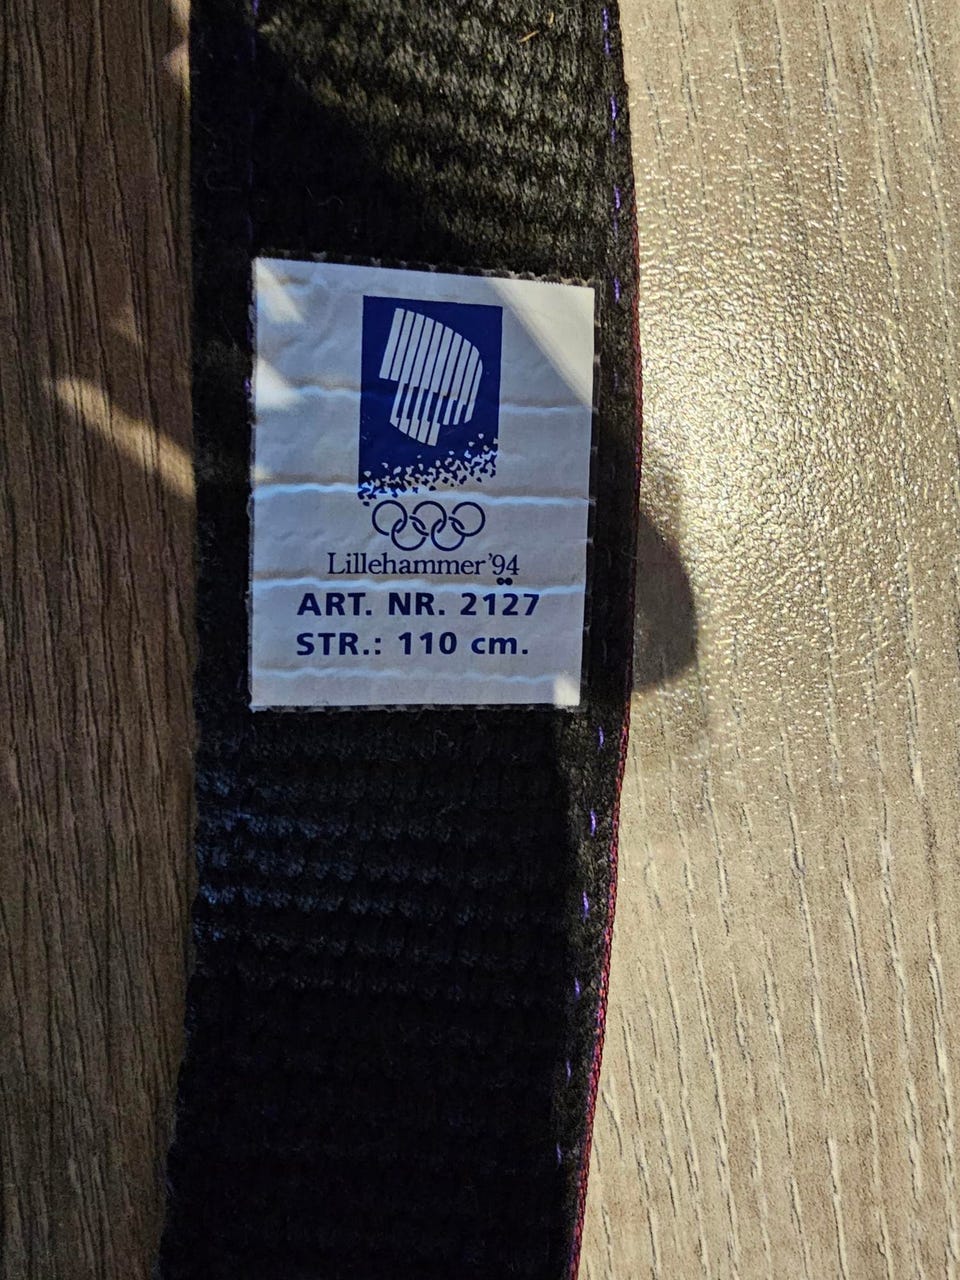 Lillehammer'94
ART. NR. 2127
STR.: 110 cm.